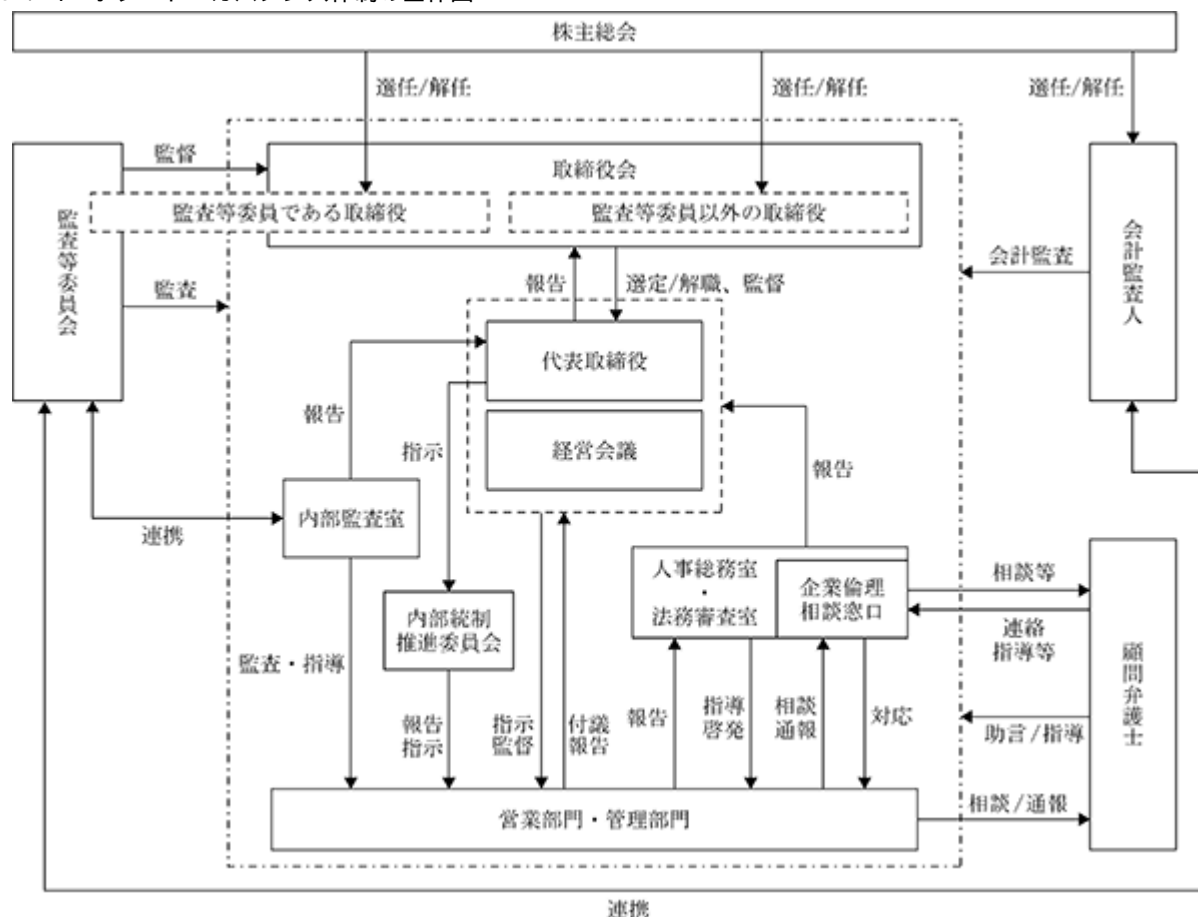 株主総会
選任/解任
選任/解任
選任/解任
監督
取締役会
監査等委員である取締役
監査等委員以外の取締役
監査等委員会
監査
会計監査
会計監査人
報告
選定/解職、監督
代表取締役
経営会議
報告
指示
報告
連携
内部監査室
人事総務室
・
法務審査室
企業倫理
相談窓口
相談等
連絡
指導等
内部統制
推進委員会
監査・指導
報告
指示
指示
監督
付議
報告
報告
指導
啓発
相談
通報
対応
助言/指導
顧問弁護士
営業部門・管理部門
相談/通報
連携